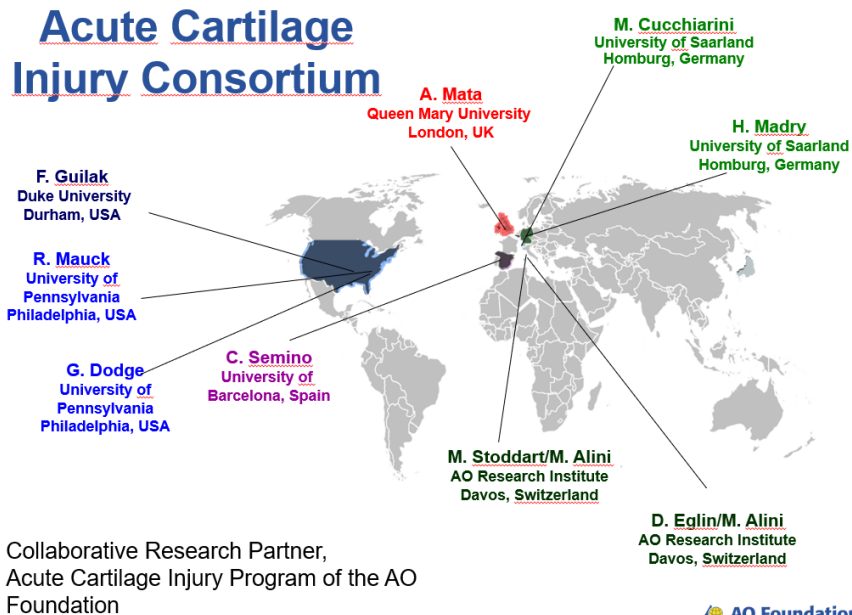 Acute Cartilage
Injury Consortium
M. Cucchiarini
University of Saarland
Homburg, Germany
A. Mata
Queen Mary University
London, UK
H. Madry
University of Saarland
Homburg, Germany
F. Guilak
Duke University
Durham, USA
R. Mauck
University of
Pennsylvania
Philadelphia, USA
G. Dodge
University of
Pennsylvania
Philadelphia, USA
C. Semino
University of
Barcelona, Spain
M. Stoddart/M. Alini
AO Research Institute
Davos, Switzerland
D. Eglin/M. Alini
AO Research Institute
Davos, Switzerland
Collaborative Research Partner,
Acute Cartilage Injury Program of the AO
Foundation
AO Foundation